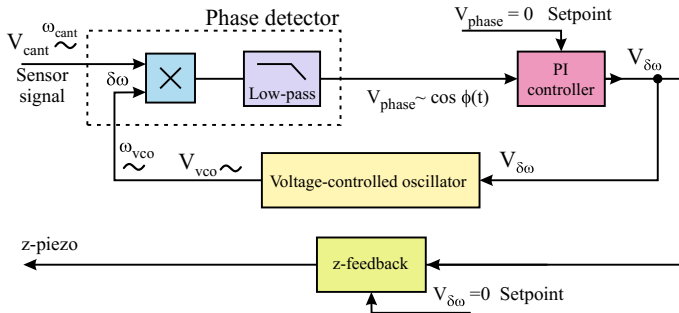 Phase detector
V_phase = 0 Setpoint
ω_cant
V_cant
Sensor signal
δω
×
Low-pass
V_phase ~ cos ϕ(t)
PI controller
V_δω
ω_vco
V_vco
Voltage-controlled oscillator
V_δω
z-piezo
z-feedback
V_δω =0 Setpoint